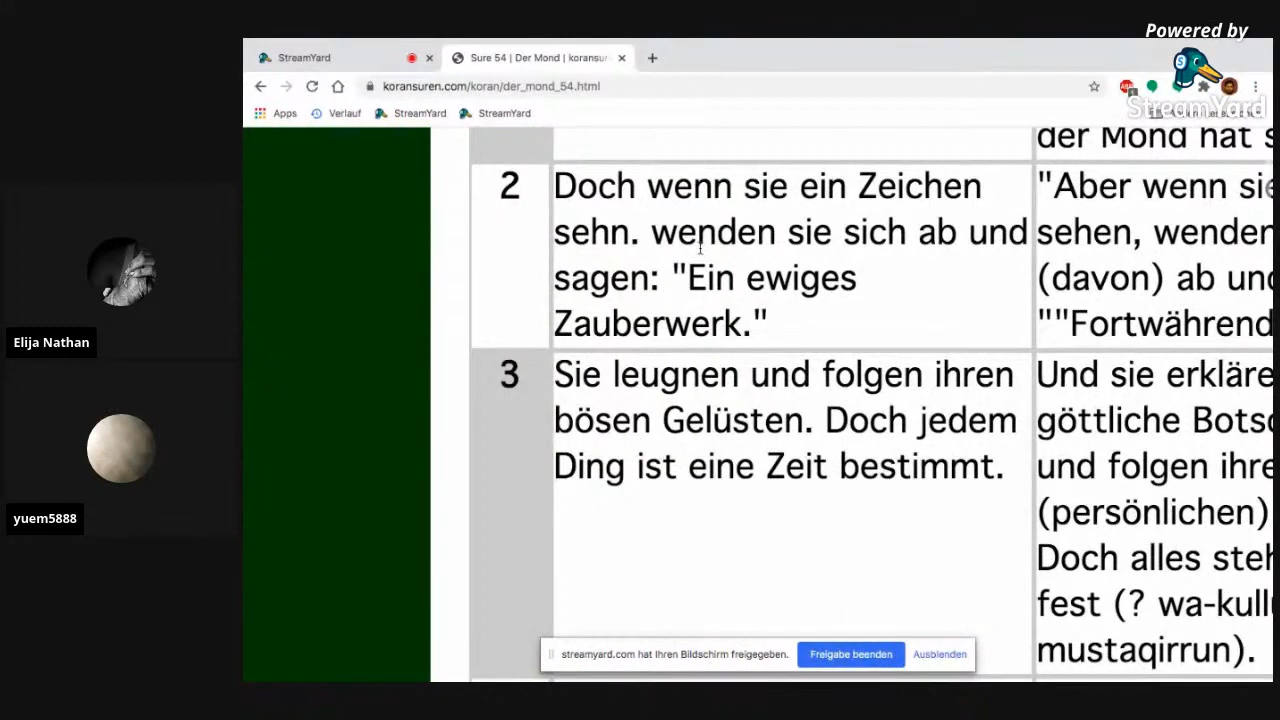 Powered by
StreamYard
StreamYard
Sure 54 | Der Mond | koransur
koransuren.com/koran/der_mond_54.html
Apps
Verlauf
StreamYard
StreamYard
der Mond hat s
2
Doch wenn sie ein Zeichen
sehn. wenden sie sich ab und
sagen: "Ein ewiges
Zauberwerk."
"Aber wenn sie
sehen, wenden
(davon) ab und
""Fortwährend
3
Sie leugnen und folgen ihren
bösen Gelüsten. Doch jedem
Ding ist eine Zeit bestimmt.
Und sie erkläre
göttliche Botsc
und folgen ihre
(persönlichen)
Doch alles steh
fest (? wa-kullu
mustaqirrun).
Elija Nathan
yuem5888
streamyard.com hat Ihren Bildschirm freigegeben.
Freigabe beenden
Ausblenden